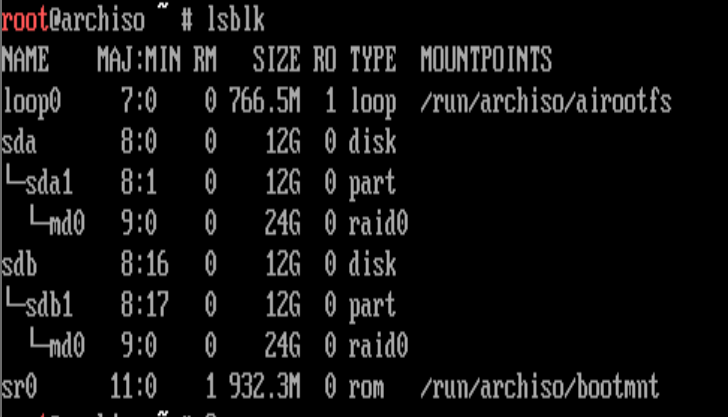 root@archiso ~ # lsblk
NAME    MAJ:MIN RM   SIZE RO TYPE  MOUNTPOINTS
loop0     7:0    0 766.5M  1 loop  /run/archiso/airootfs
sda       8:0    0    12G  0 disk
└─sda1    8:1    0    12G  0 part
  └─md0   9:0    0    24G  0 raid0
sdb       8:16   0    12G  0 disk
└─sdb1    8:17   0    12G  0 part
  └─md0   9:0    0    24G  0 raid0
sr0      11:0    1 932.3M  0 rom   /run/archiso/bootmnt